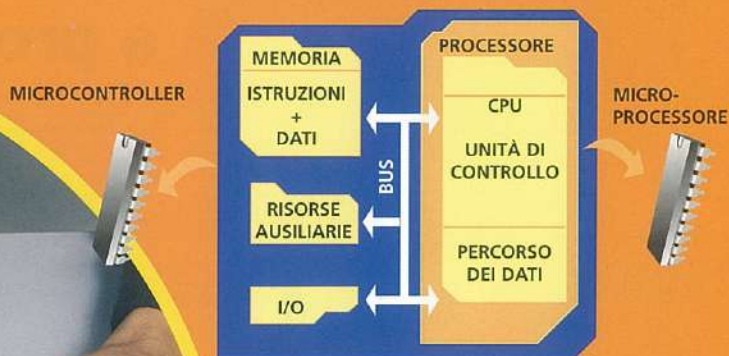 MICROCONTROLLER
MEMORIA
ISTRUZIONI
+
DATI
RISORSE
AUSILIARIE
I/O
BUS
PROCESSORE
CPU
UNITÀ DI
CONTROLLO
PERCORSO
DEI DATI
MICRO-
PROCESSORE